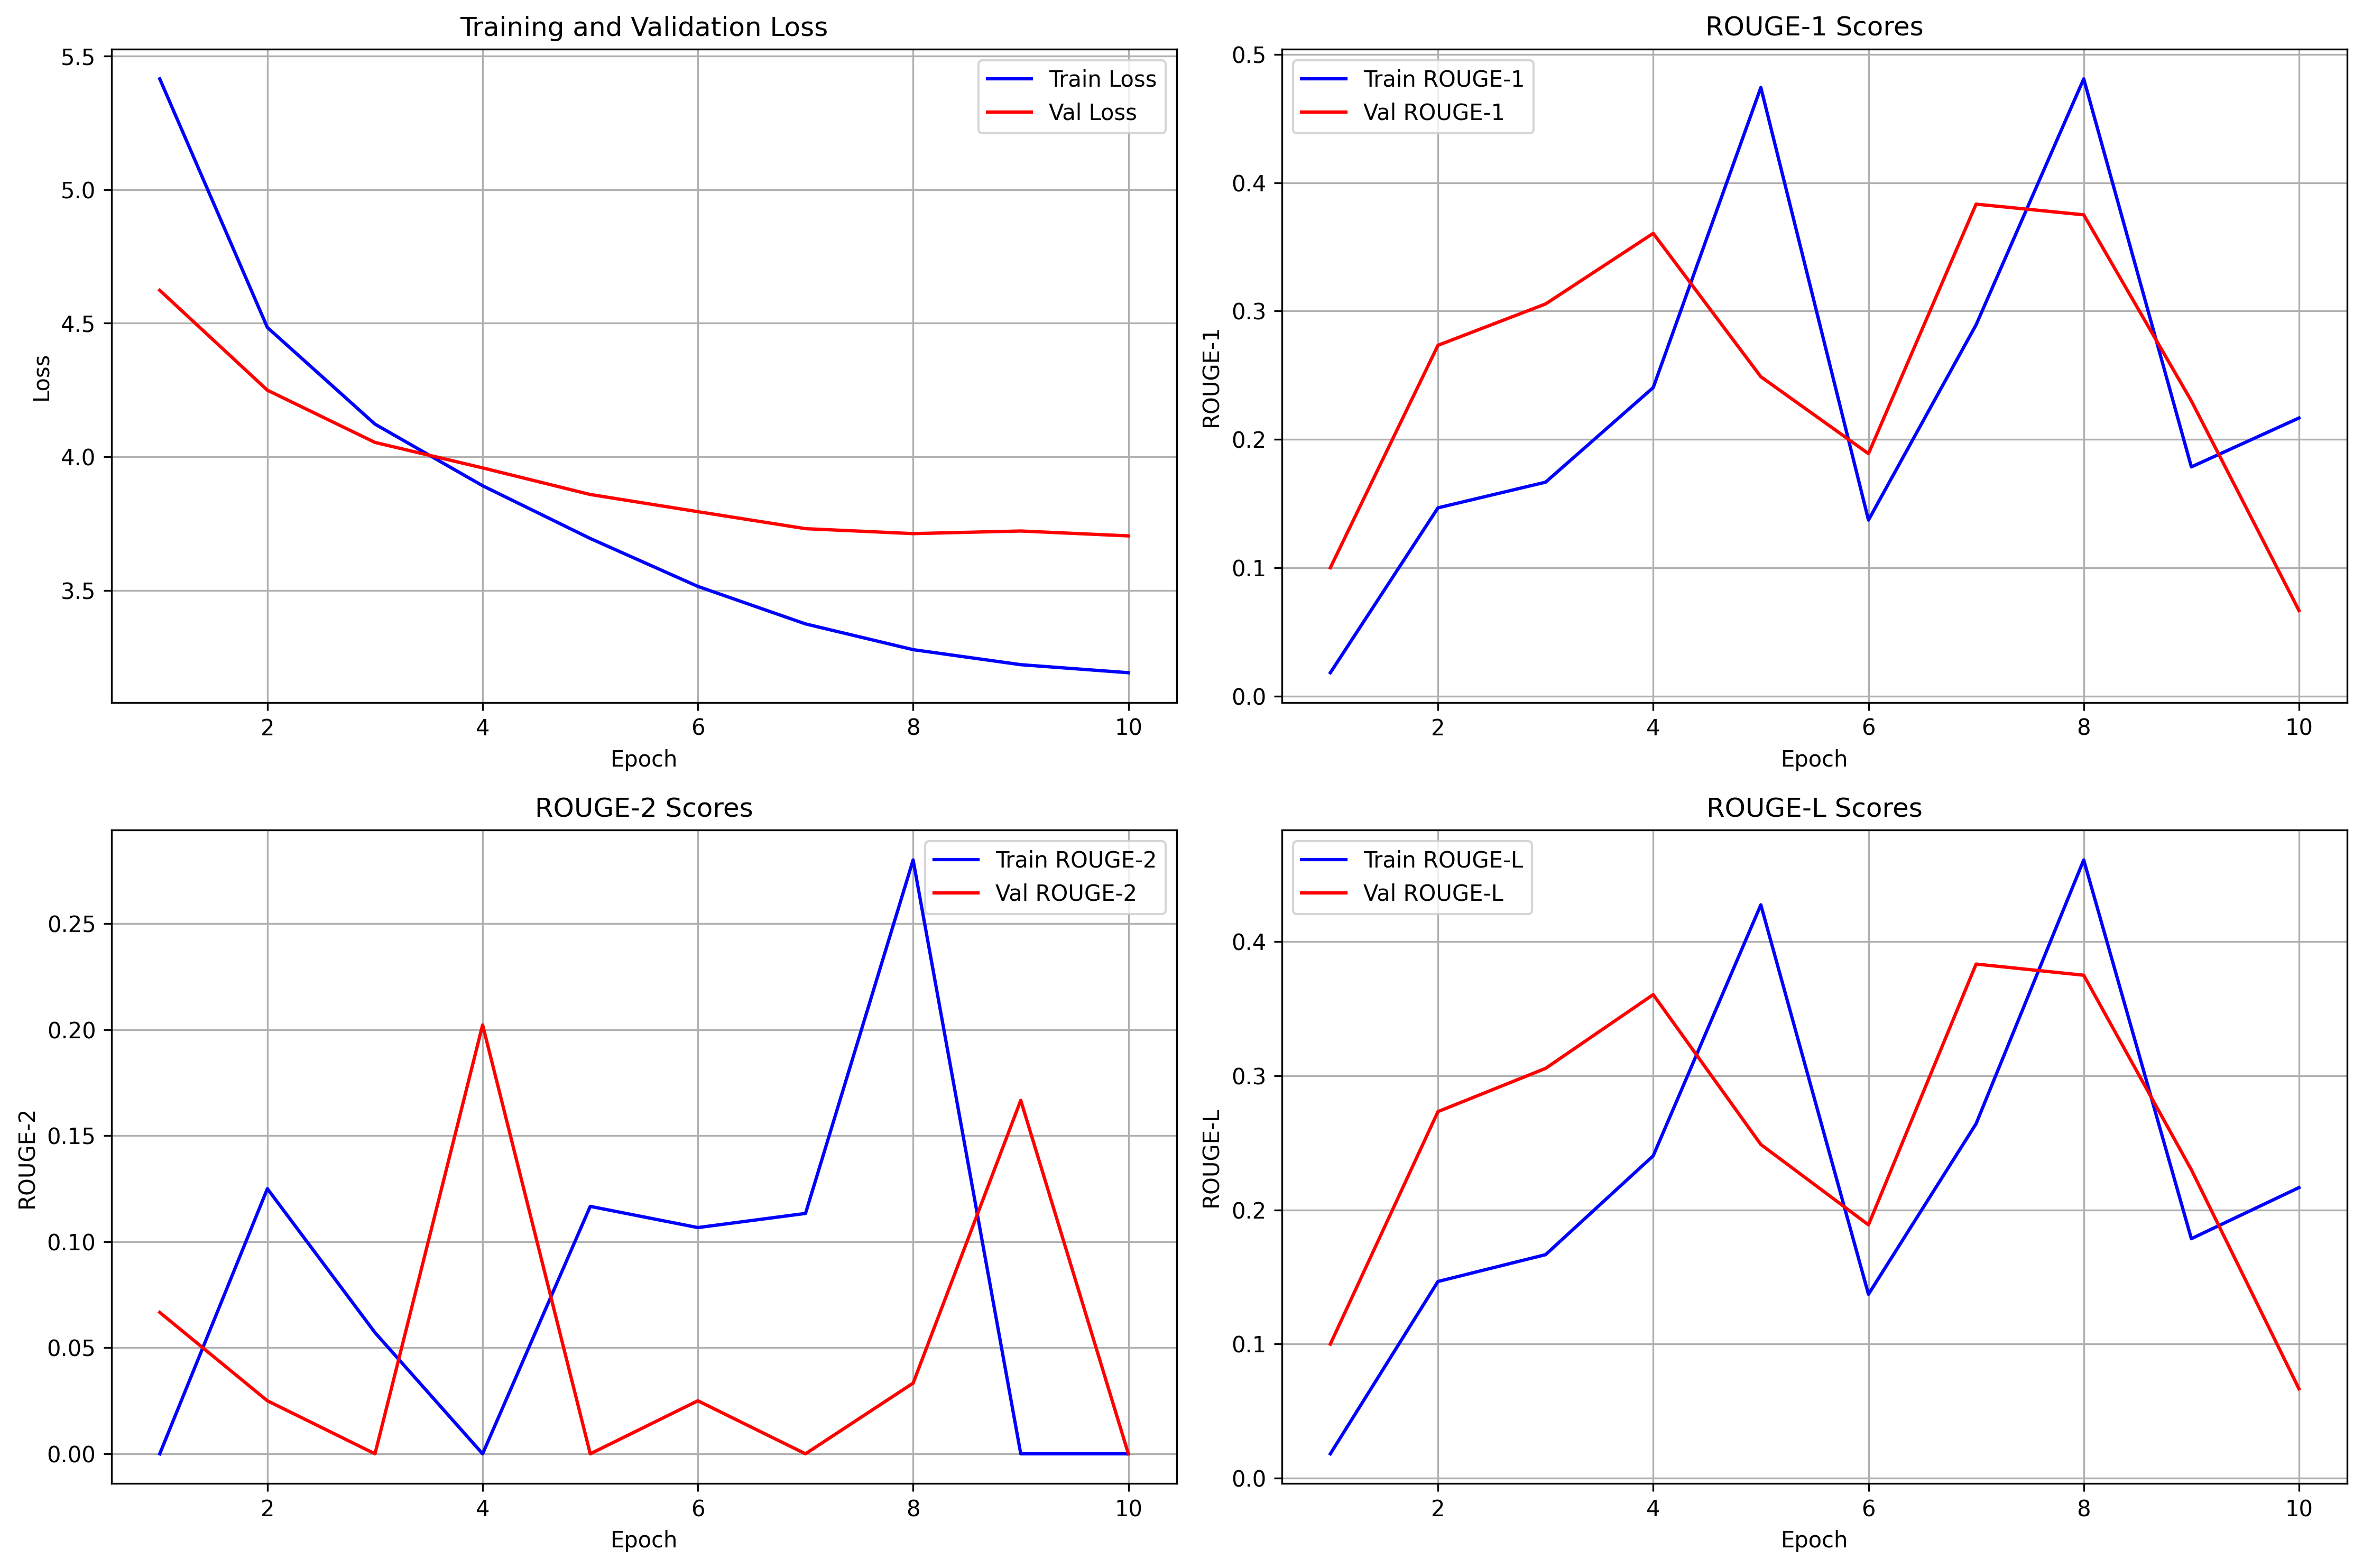 Training and Validation Loss
5.5
5.0
4.5
4.0
3.5
Loss
Train Loss
Val Loss
2 4 6 8 10
Epoch
ROUGE-1 Scores
0.5
0.4
0.3
0.2
0.1
0.0
ROUGE-1
Train ROUGE-1
Val ROUGE-1
2 4 6 8 10
Epoch
ROUGE-2 Scores
0.25
0.20
0.15
0.10
0.05
0.00
ROUGE-2
Train ROUGE-2
Val ROUGE-2
2 4 6 8 10
Epoch
ROUGE-L Scores
0.4
0.3
0.2
0.1
0.0
ROUGE-L
Train ROUGE-L
Val ROUGE-L
2 4 6 8 10
Epoch